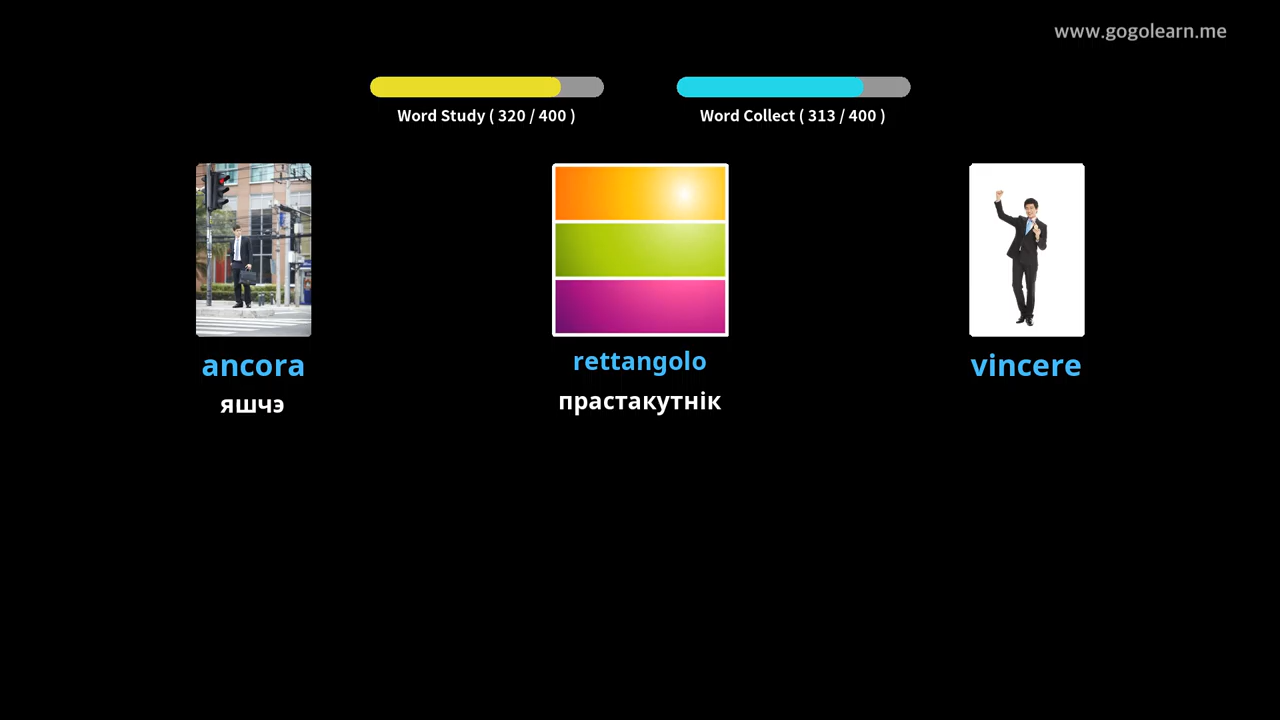 www.gogolearn.me
Word Study ( 320 / 400 )
Word Collect ( 313 / 400 )
ancora
яшчэ
rettangolo
прастакутнік
vincere